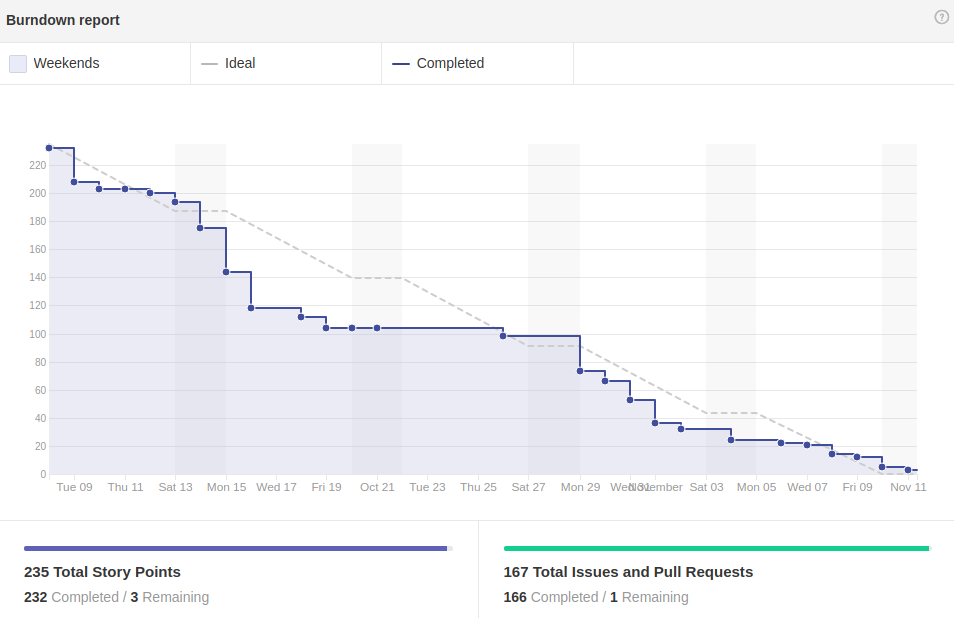 Burndown report
?
Weekends
Ideal
Completed
220
200
180
160
140
120
100
80
60
40
20
0
Tue 09 Thu 11 Sat 13 Mon 15 Wed 17 Fri 19 Oct 21 Tue 23 Thu 25 Sat 27 Mon 29 Wed 31 November Sat 03 Mon 05 Wed 07 Fri 09 Nov 11
235 Total Story Points
232 Completed / 3 Remaining
167 Total Issues and Pull Requests
166 Completed / 1 Remaining